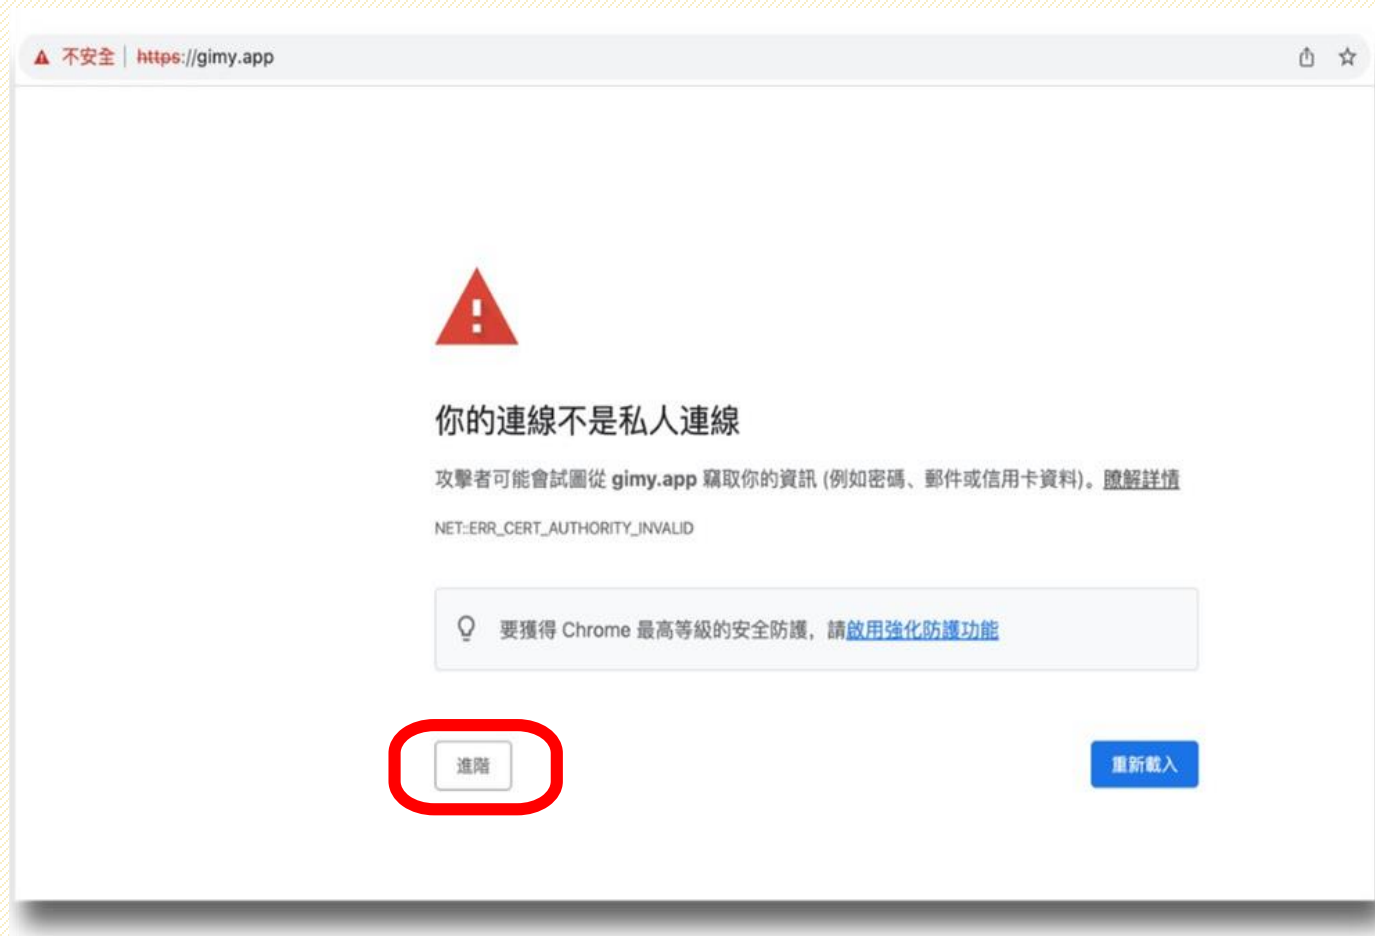 不安全 | https://gimy.app
你的連線不是私人連線
攻擊者可能會試圖從 gimy.app 竊取你的資訊 (例如密碼、郵件或信用卡資料)。瞭解詳情
NET::ERR_CERT_AUTHORITY_INVALID
要獲得 Chrome 最高等級的安全防護，請啟用強化防護功能
進階
重新載入